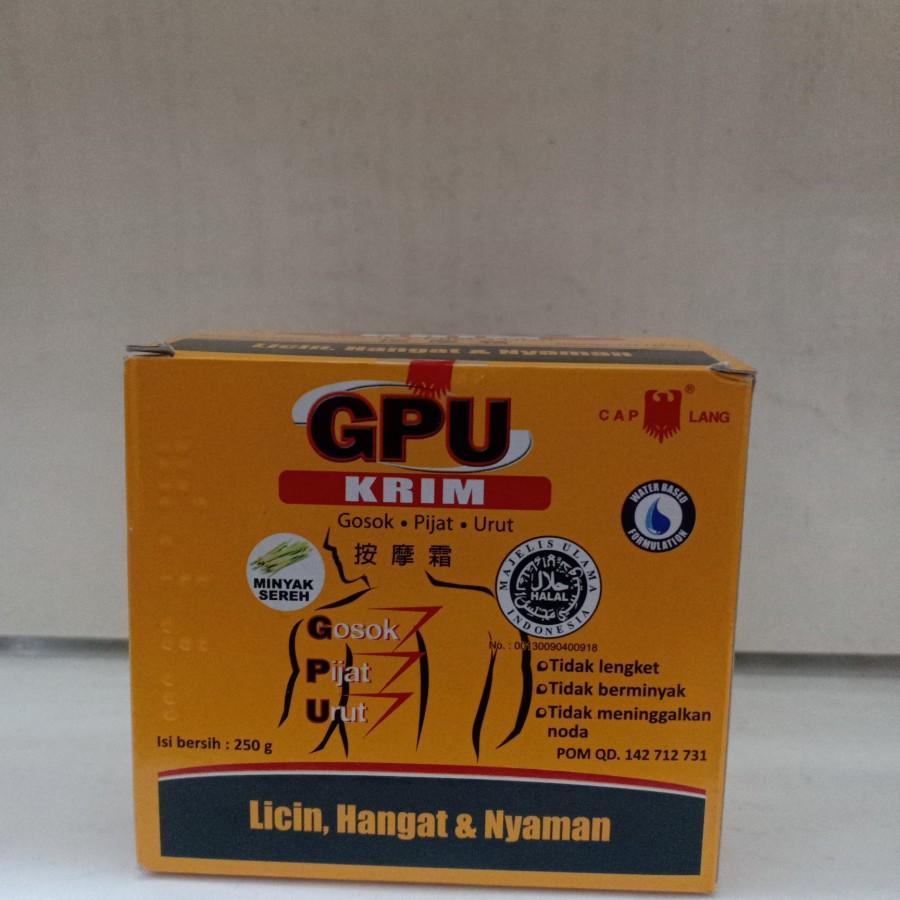 Licin, Hangat & Nyaman
GPU
CAP LANG
®
KRIM
Gosok • Pijat • Urut
按摩霜
WATER BASED
FORMULATION
MINYAK
SEREH
MAJELIS ULAMA
حلال
HALAL
INDONESIA
No. : 00130090400918
Gosok
Pijat
Urut
Tidak lengket
Tidak berminyak
Tidak meninggalkan
noda
Isi bersih : 250 g
POM QD. 142 712 731
Licin, Hangat & Nyaman